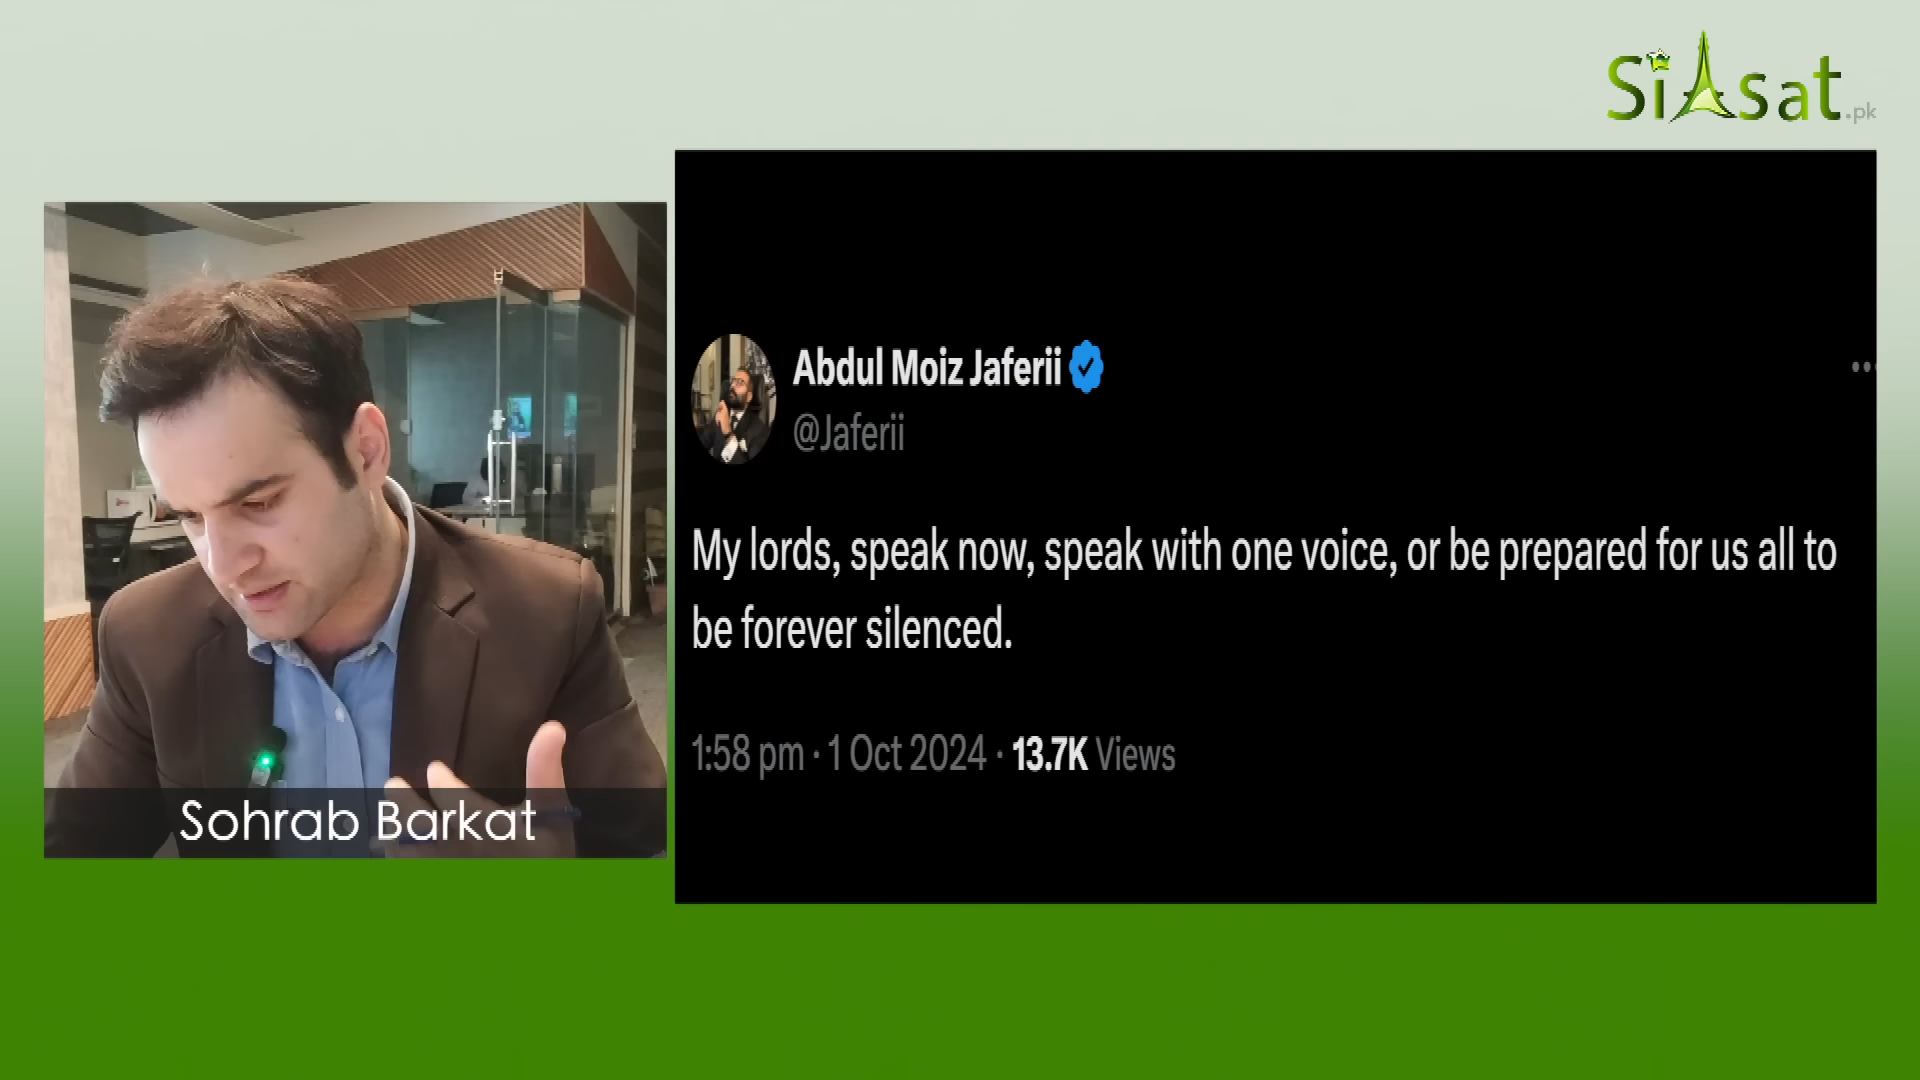 SiAsat.pk
Abdul Moiz Jaferii
@Jaferii
My lords, speak now, speak with one voice, or be prepared for us all to
be forever silenced.
1:58 pm · 1 Oct 2024 · 13.7K Views
Sohrab Barkat